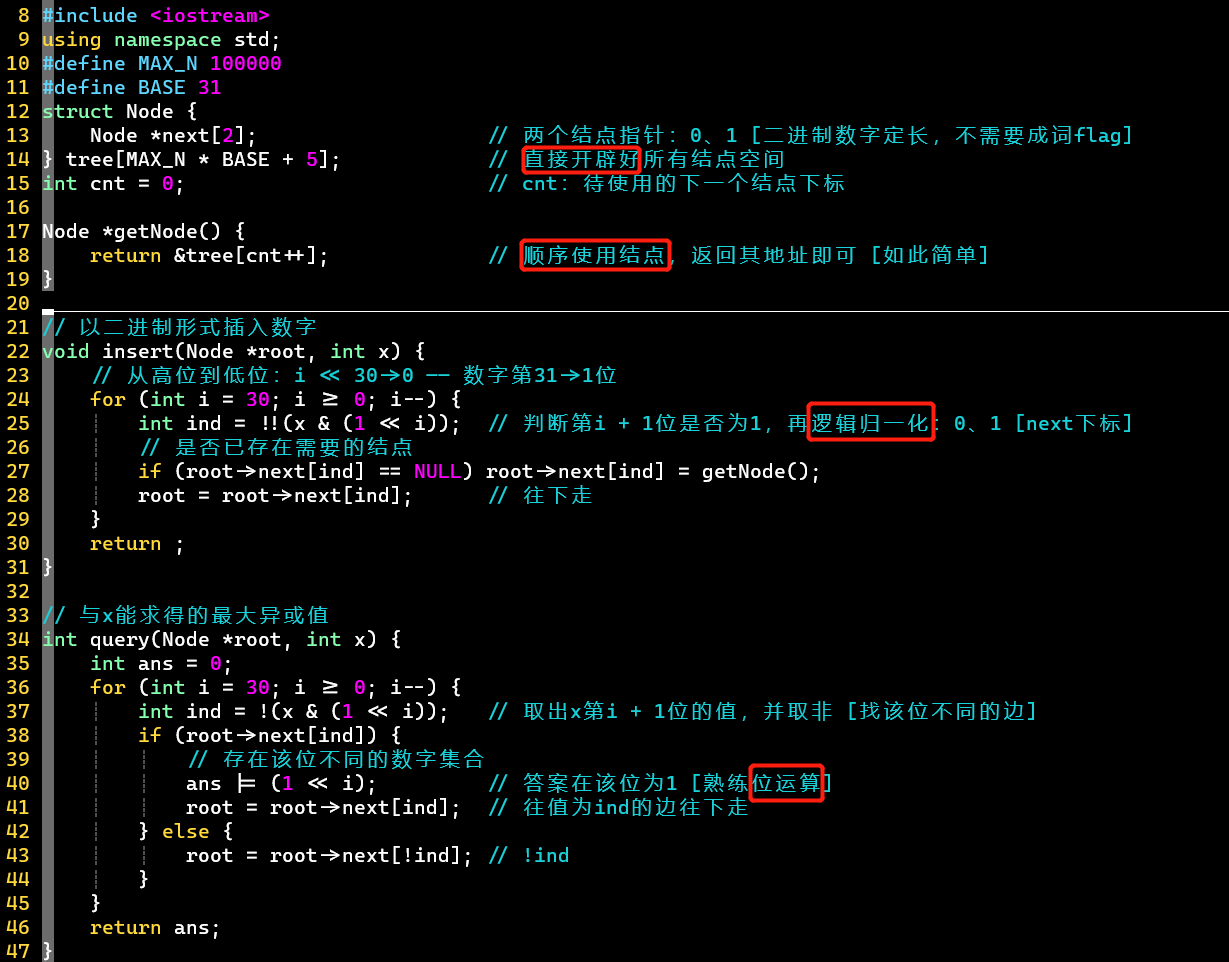 8 #include <iostream>
9 using namespace std;
10 #define MAX_N 100000
11 #define BASE 31
12 struct Node {
13     Node *next[2];                   // 两个结点指针：0、1 [二进制数字定长，不需要成词flag]
14 } tree[MAX_N * BASE + 5];            // 直接开辟好所有结点空间
15 int cnt = 0;                         // cnt：待使用的下一个结点下标
16
17 Node *getNode() {
18     return &tree[cnt++];             // 顺序使用结点，返回其地址即可 [如此简单]
19 }
20
21 // 以二进制形式插入数字
22 void insert(Node *root, int x) {
23     // 从高位到低位：i << 30->0 -- 数字第31->1位
24     for (int i = 30; i >= 0; i--) {
25         int ind = !!(x & (1 << i));  // 判断第i + 1位是否为1，再逻辑归一化：0、1 [next下标]
26         // 是否已存在需要的结点
27         if (root->next[ind] == NULL) root->next[ind] = getNode();
28         root = root->next[ind];      // 往下走
29     }
30     return ;
31 }
32
33 // 与x能求得的最大异或值
34 int query(Node *root, int x) {
35     int ans = 0;
36     for (int i = 30; i >= 0; i--) {
37         int ind = !(x & (1 << i));   // 取出x第i + 1位的值，并取非 [找该位不同的边]
38         if (root->next[ind]) {
39             // 存在该位不同的数字集合
40             ans |= (1 << i);         // 答案在该位为1 [熟练位运算]
41             root = root->next[ind];  // 往值为ind的边往下走
42         } else {
43             root = root->next[!ind]; // !ind
44         }
45     }
46     return ans;
47 }